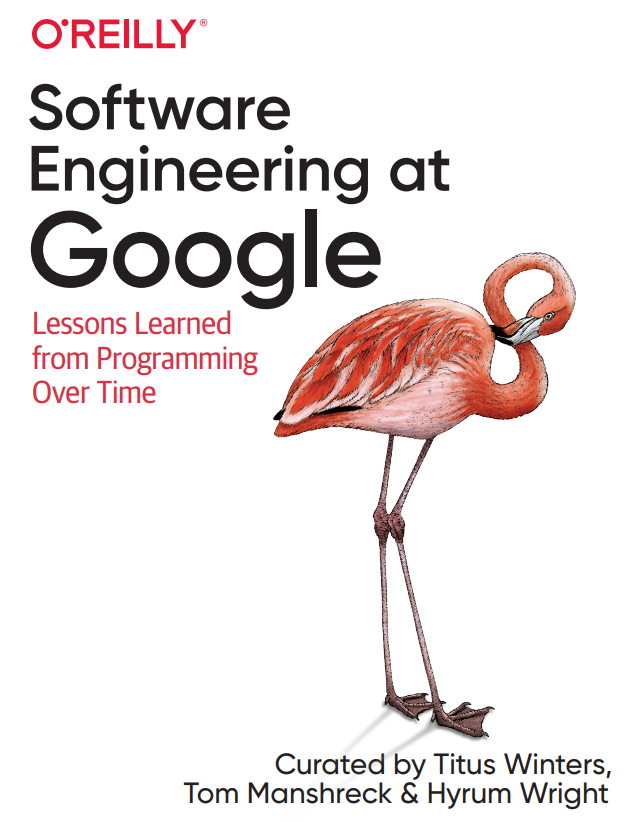 O'REILLY®
Software
Engineering at
Google
Lessons Learned
from Programming
Over Time
Curated by Titus Winters,
Tom Manshreck & Hyrum Wright